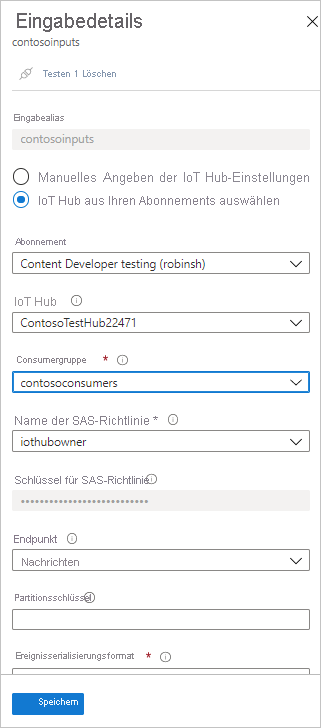 Eingabedetails
contosoinputs
Testen 1 Löschen
Eingabealias
contosoinputs
Manuelles Angeben der IoT Hub-Einstellungen
IoT Hub aus Ihren Abonnements auswählen
Abonnement
Content Developer testing (robinsh)
IoT Hub
ContosoTestHub22471
Consumergruppe *
contosoconsumers
Name der SAS-Richtlinie *
iothubowner
Schlüssel für SAS-Richtlinie
••••••••••••••••••••••••••••
Endpunkt
Nachrichten
Partitionsschlüssel
Ereignisserialisierungsformat *
Speichern